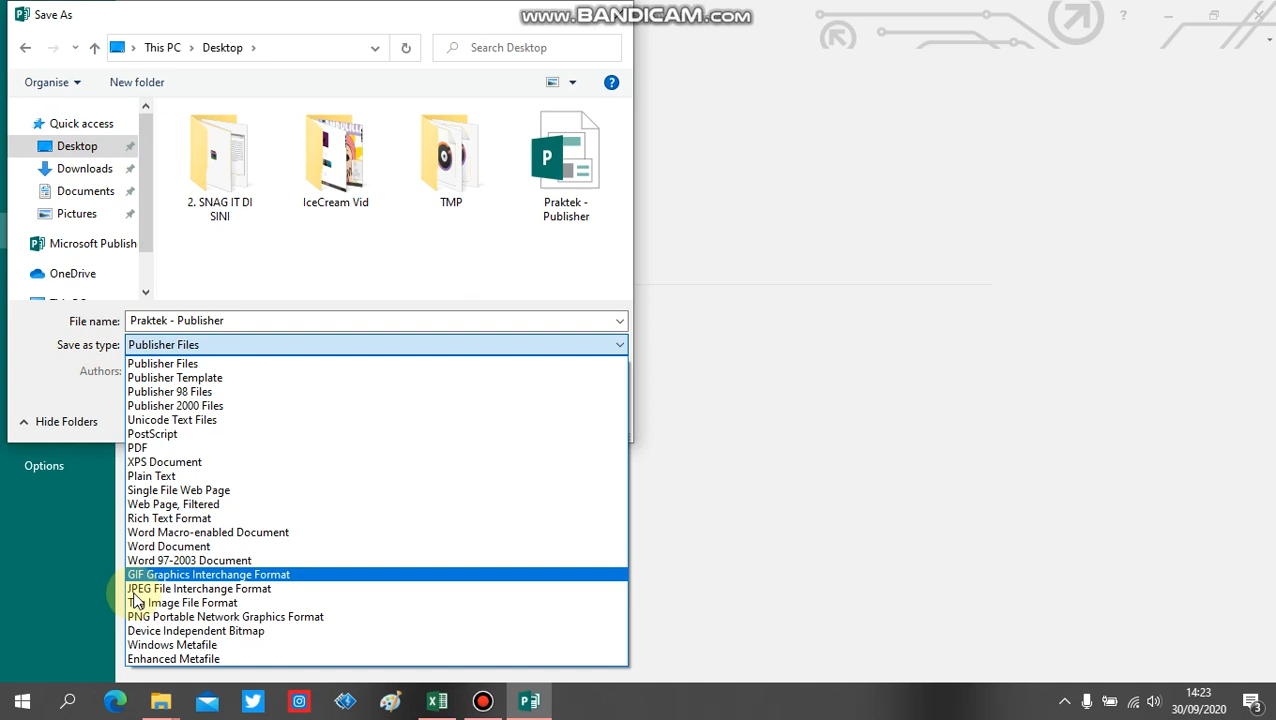 Save As
www.BANDICAM.com
?
This PC
Desktop
Search Desktop
Organise
New folder
?
Quick access
Desktop
Downloads
Documents
Pictures
Microsoft Publish
OneDrive
2. SNAG IT DI
SINI
IceCream Vid
TMP
P
Praktek -
Publisher
File name:
Praktek - Publisher
Save as type:
Publisher Files
Authors:
Publisher Files
Publisher Template
Publisher 98 Files
Publisher 2000 Files
Hide Folders
Unicode Text Files
PostScript
PDF
XPS Document
Options
Plain Text
Single File Web Page
Web Page, Filtered
Rich Text Format
Word Macro-enabled Document
Word Document
Word 97-2003 Document
GIF Graphics Interchange Format
JPEG File Interchange Format
Image File Format
PNG Portable Network Graphics Format
Device Independent Bitmap
Windows Metafile
Enhanced Metafile
14:23
30/09/2020
3